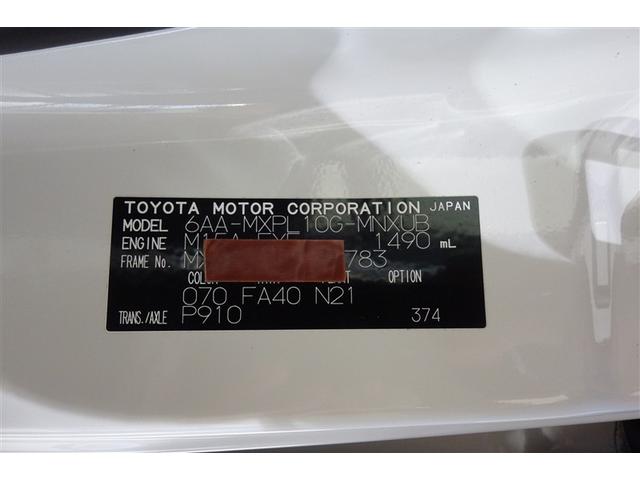 TOYOTA MOTOR CORPORATION JAPAN
MODEL 6AA-MXPL10G-MNXUB
ENGINE 1490 mL
FRAME No. MX 783
OPTION
070 FA40 N21
TRANS./AXLE P910 374